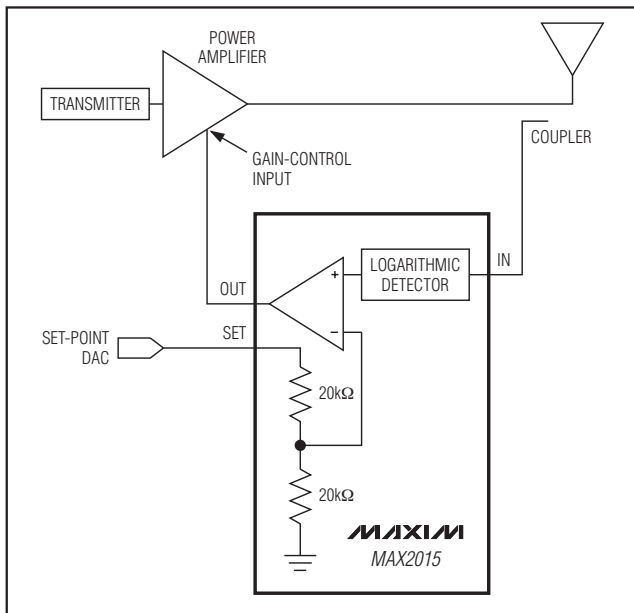 POWER
AMPLIFIER
TRANSMITTER
COUPLER
GAIN-CONTROL
INPUT
IN
LOGARITHMIC
DETECTOR
+
OUT
−
SET
SET-POINT
DAC
20kΩ
20kΩ
MAXIM
MAX2015